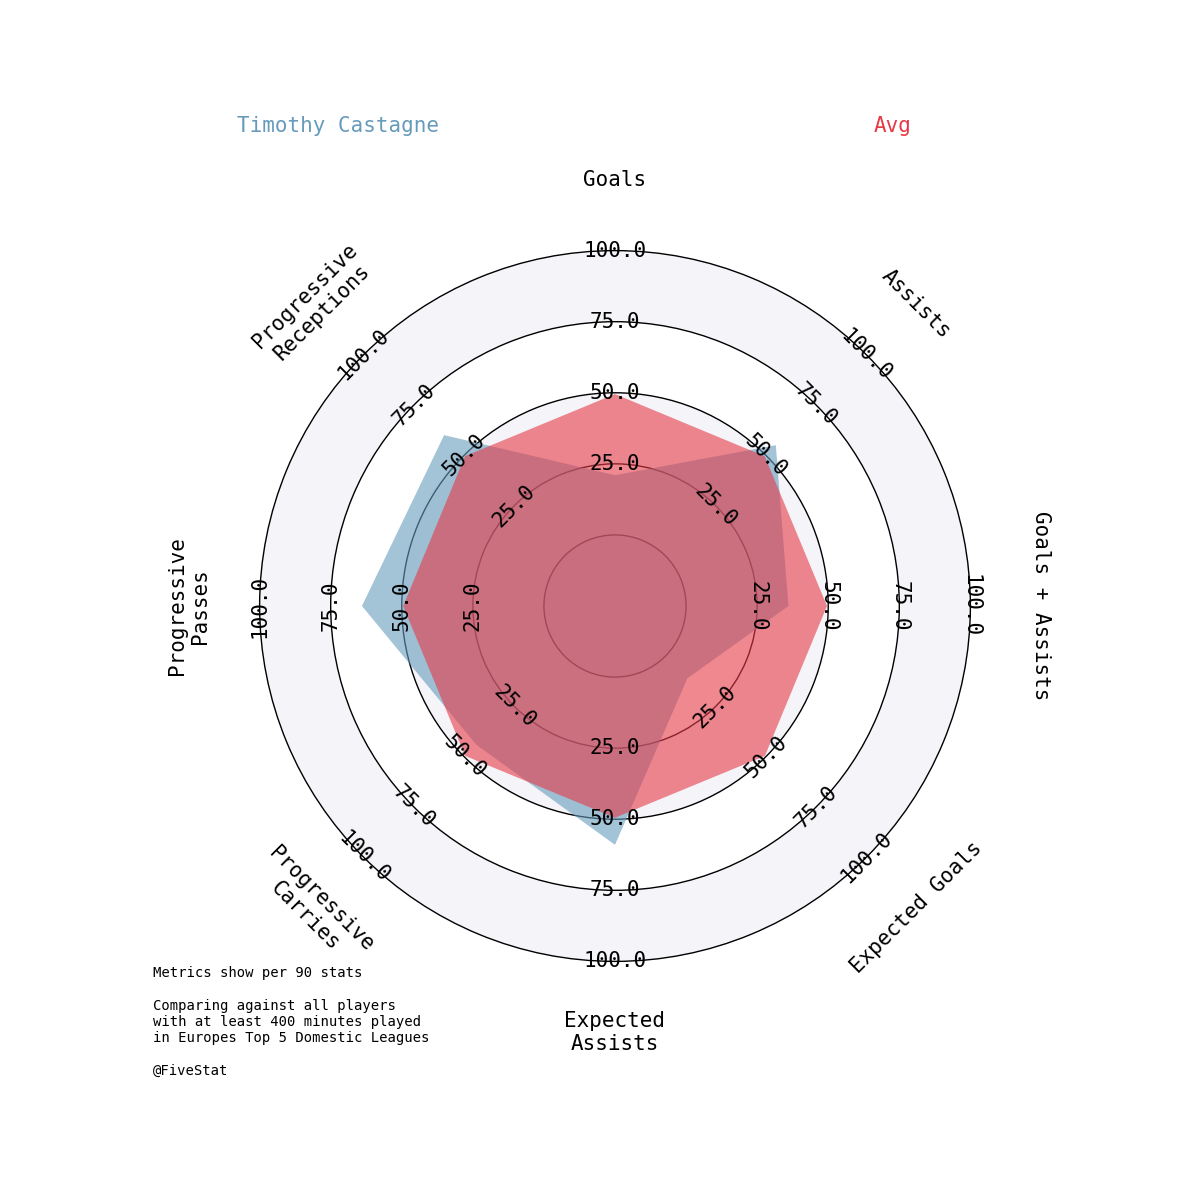 Timothy Castagne
Avg
Goals
Assists
Goals + Assists
Expected Goals
Expected
Assists
Progressive
Carries
Progressive
Passes
Progressive
Receptions
100.0
75.0
50.0
25.0
100.0
75.0
50.0
25.0
25.0
50.0
75.0
100.0
25.0
50.0
75.0
100.0
25.0
50.0
75.0
100.0
25.0
50.0
75.0
100.0
100.0
75.0
50.0
25.0
100.0
75.0
50.0
25.0
Metrics show per 90 stats
Comparing against all players
with at least 400 minutes played
in Europes Top 5 Domestic Leagues
@FiveStat